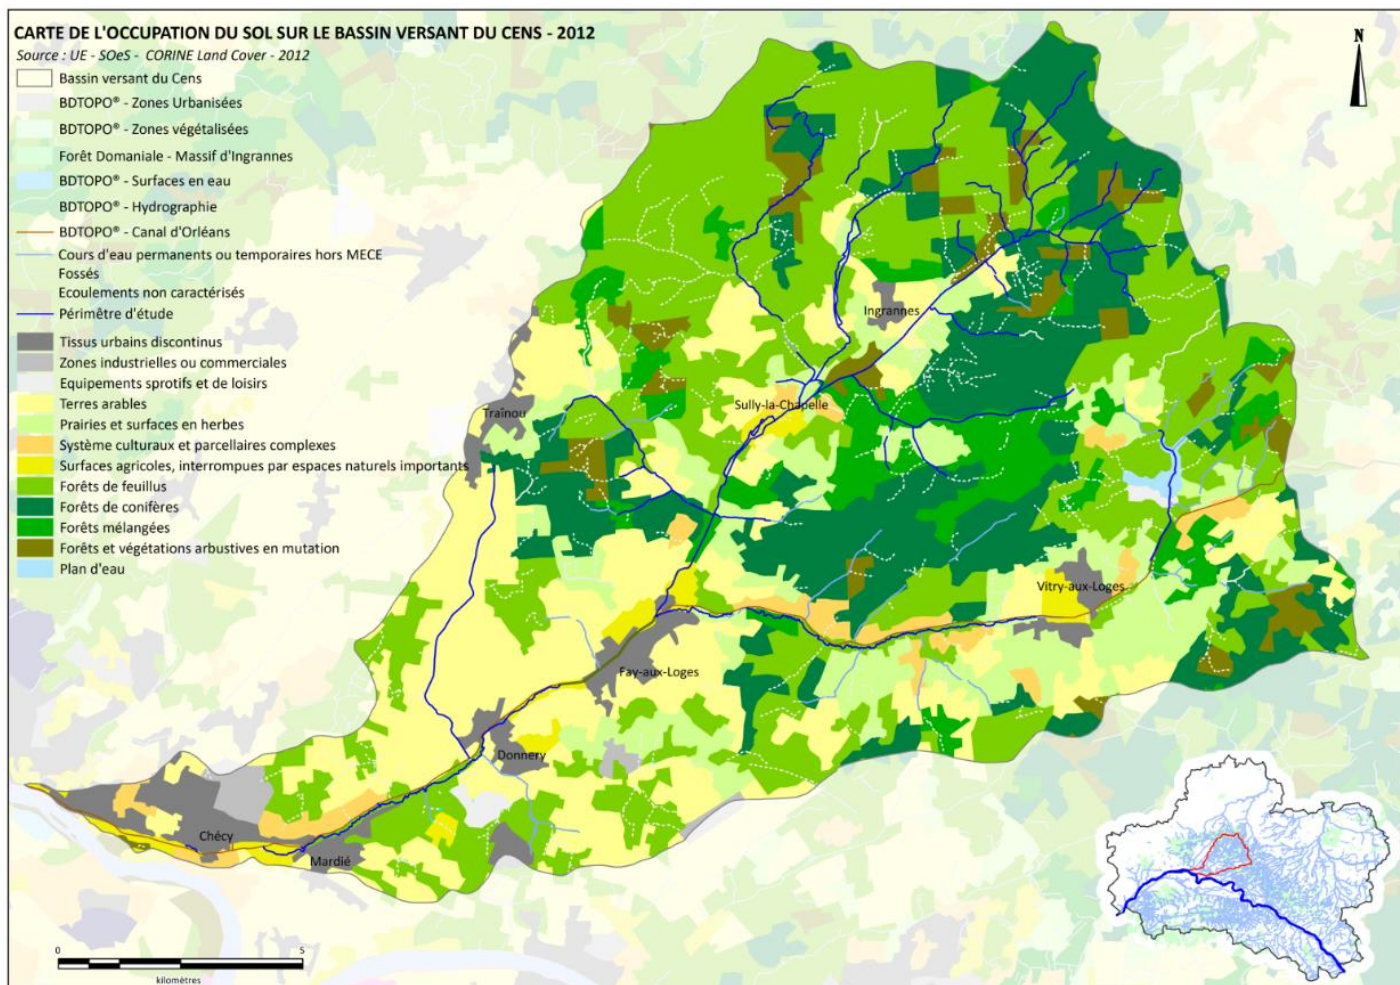 CARTE DE L'OCCUPATION DU SOL SUR LE BASSIN VERSANT DU CENS - 2012
Source : UE - SOeS - CORINE Land Cover - 2012
Bassin versant du Cens
BDTOPO® - Zones Urbanisées
BDTOPO® - Zones végétalisées
Forêt Domaniale - Massif d'Ingrannes
BDTOPO® - Surfaces en eau
BDTOPO® - Hydrographie
BDTOPO® - Canal d'Orléans
Cours d'eau permanents ou temporaires hors MECE
Fossés
Ecoulements non caractérisés
Périmêtre d'étude
Tissus urbains discontinus
Zones industrielles ou commerciales
Equipements sprotifs et de loisirs
Terres arables
Prairies et surfaces en herbes
Système culturaux et parcellaires complexes
Surfaces agricoles, interrompues par espaces naturels importants
Forêts de feuillus
Forêts de conifères
Forêts mélangées
Forêts et végétations arbustives en mutation
Plan d'eau
N
Ingrannes
Sully-la-Chapelle
Traînou
Vitry-aux-Loges
Fay-aux-Loges
Donnery
Chécy
Mardié
0 5
kilomètres